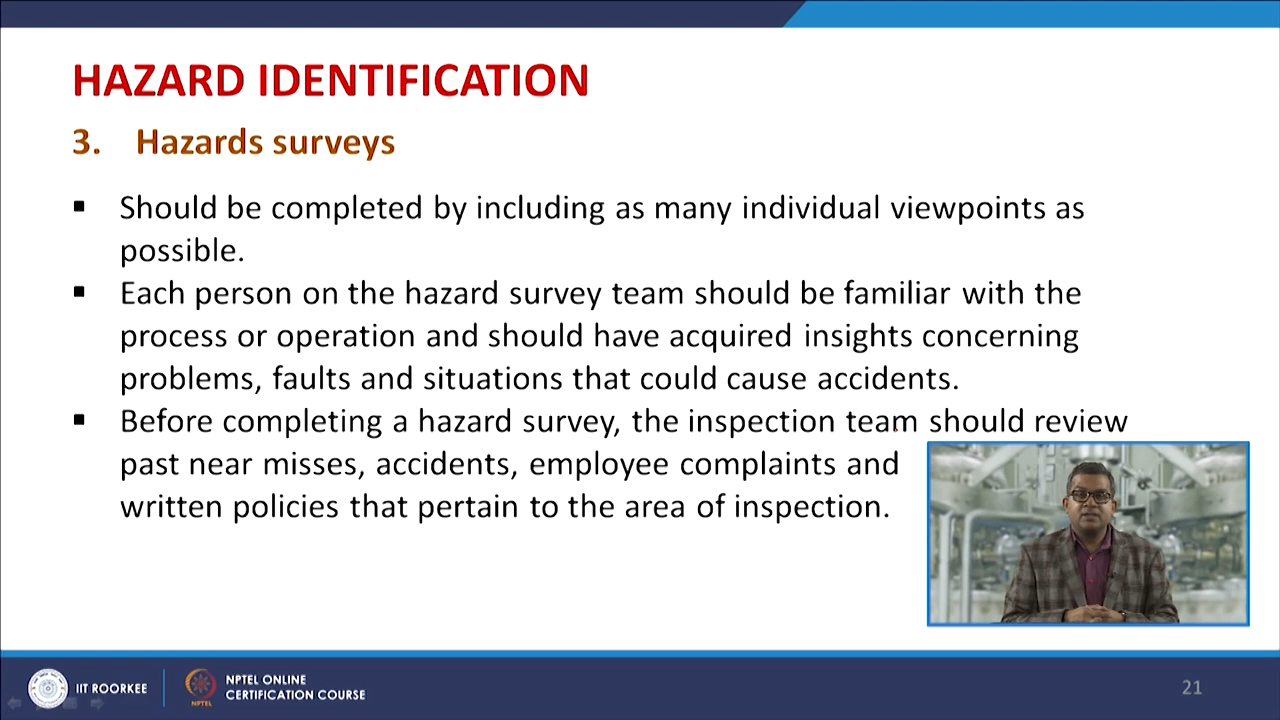 HAZARD IDENTIFICATION
3. Hazards surveys
▪ Should be completed by including as many individual viewpoints as
possible.
▪ Each person on the hazard survey team should be familiar with the
process or operation and should have acquired insights concerning
problems, faults and situations that could cause accidents.
▪ Before completing a hazard survey, the inspection team should review
past near misses, accidents, employee complaints and
written policies that pertain to the area of inspection.
IIT ROORKEE
NPTEL
NPTEL ONLINE
CERTIFICATION COURSE
21